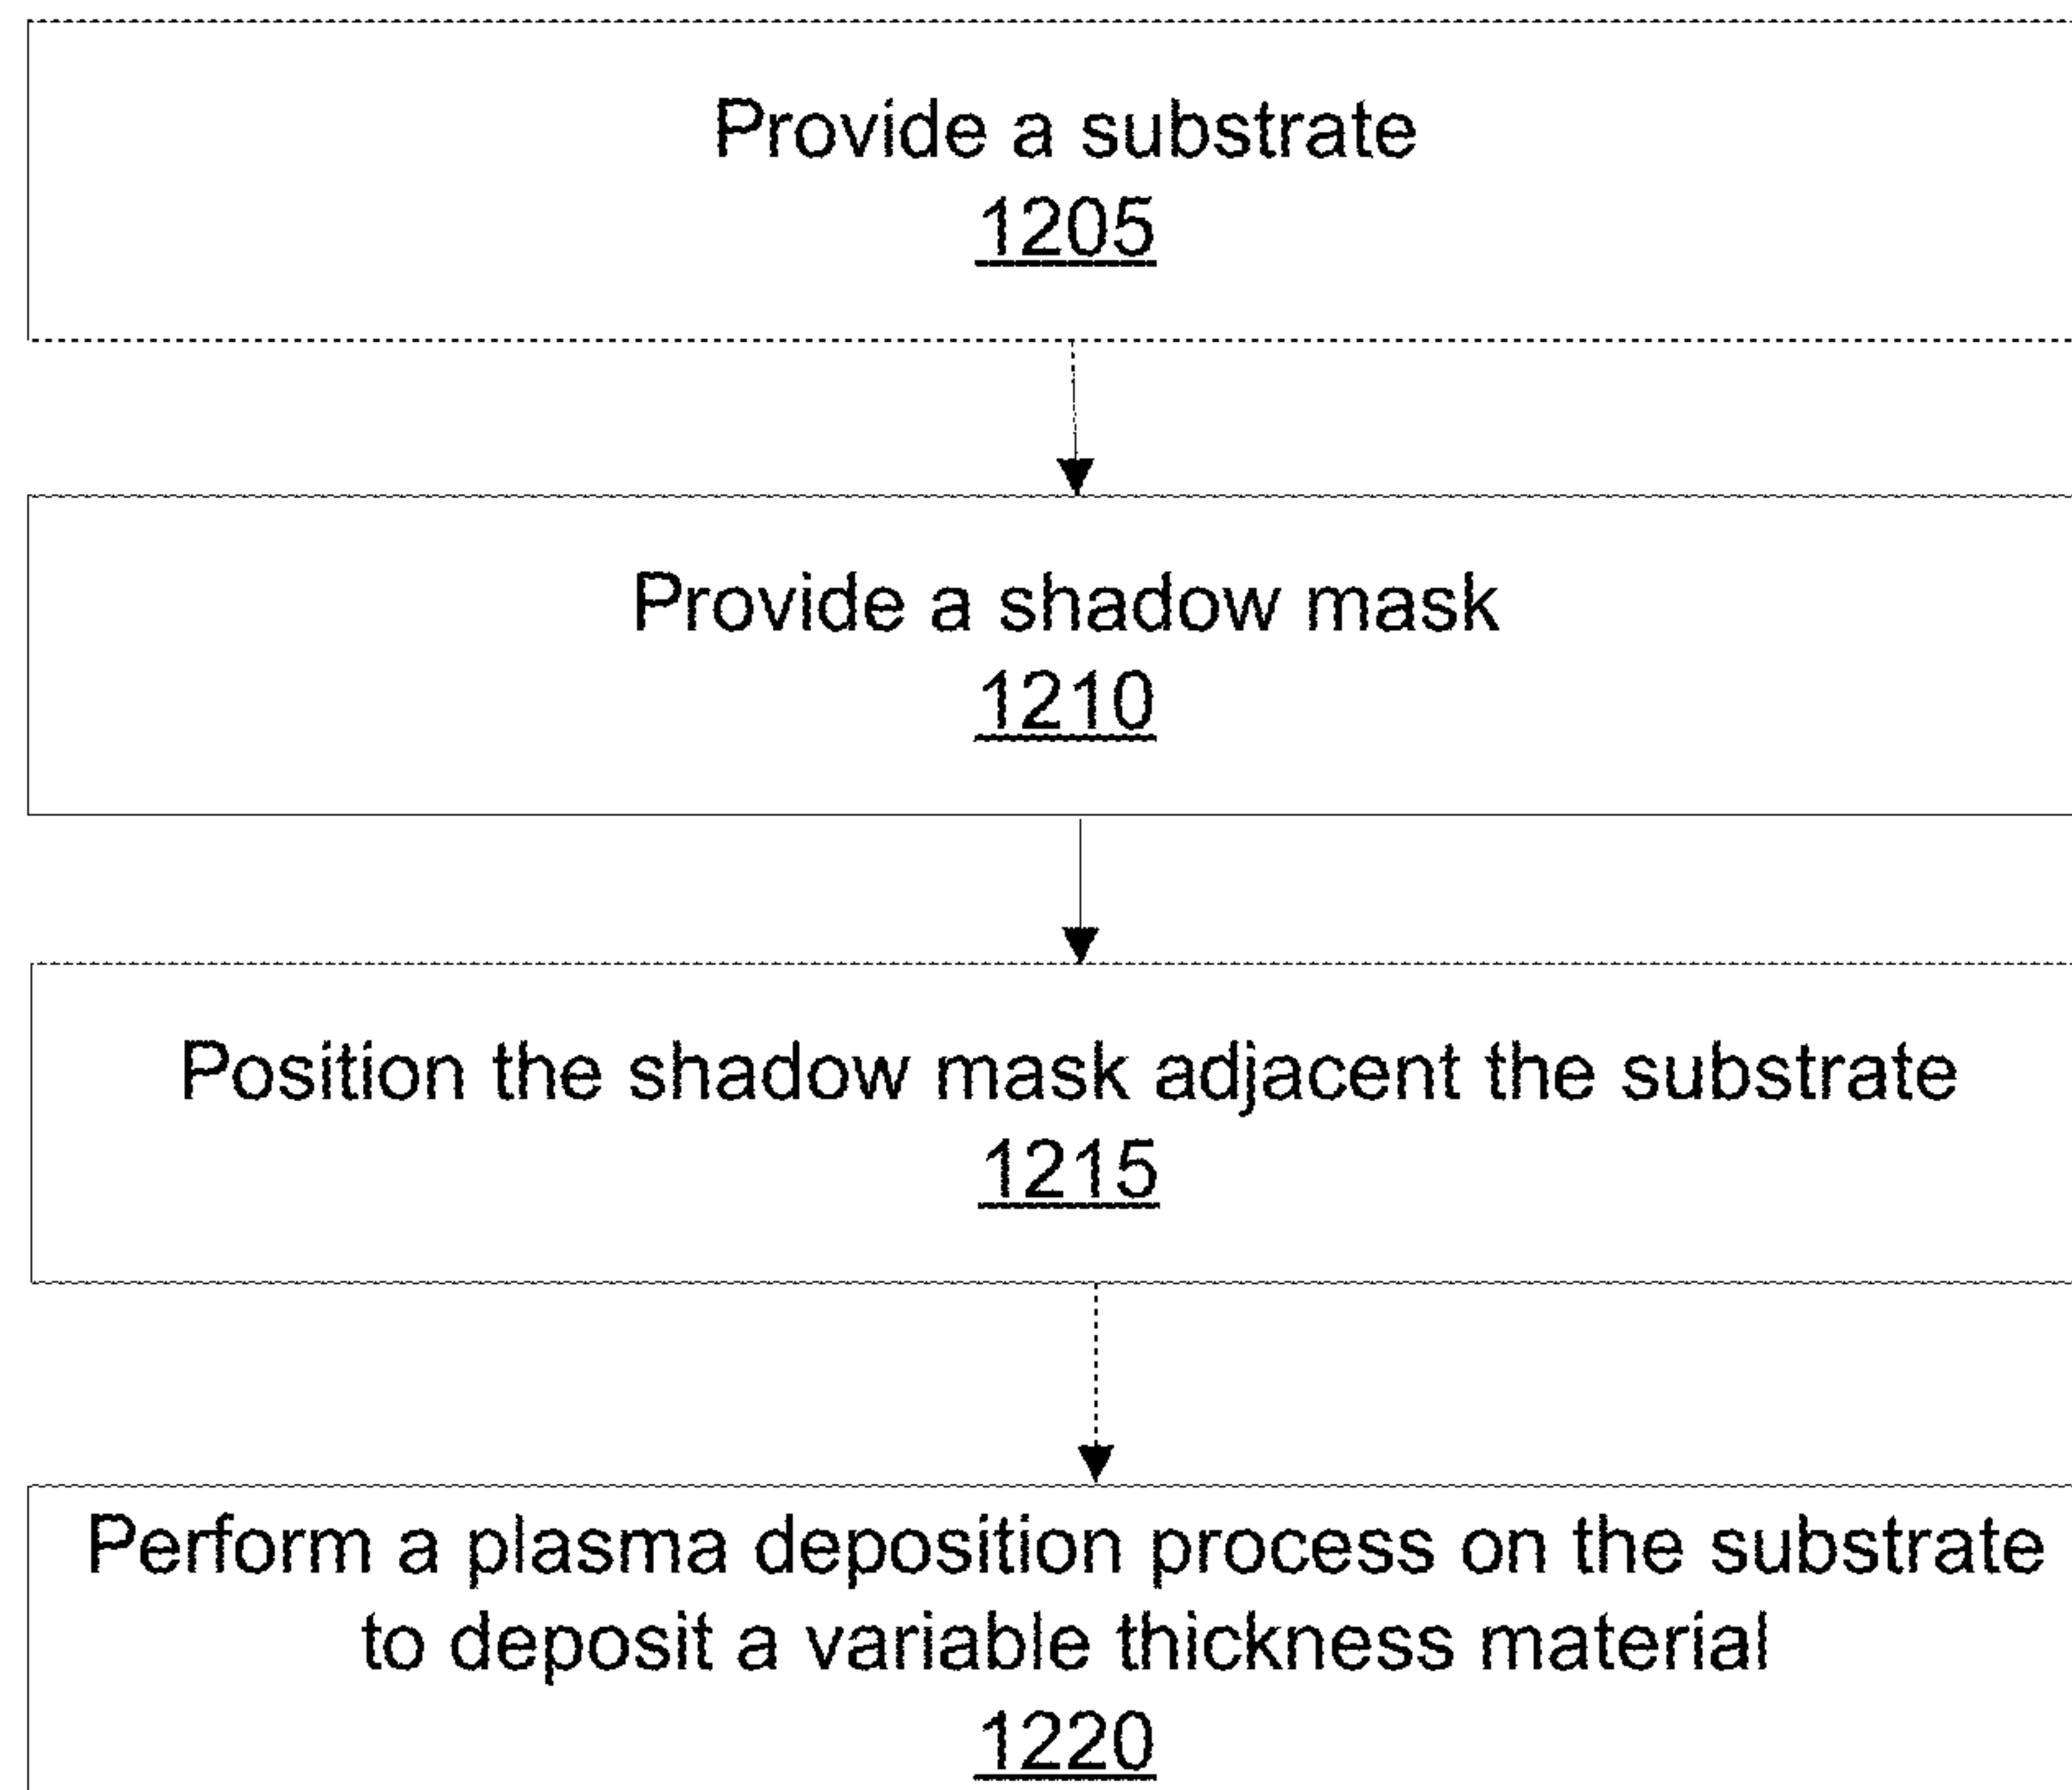 Provide a substrate
1205
Provide a shadow mask
1210
Position the shadow mask adjacent the substrate
1215
Perform a plasma deposition process on the substrate
to deposit a variable thickness material
1220